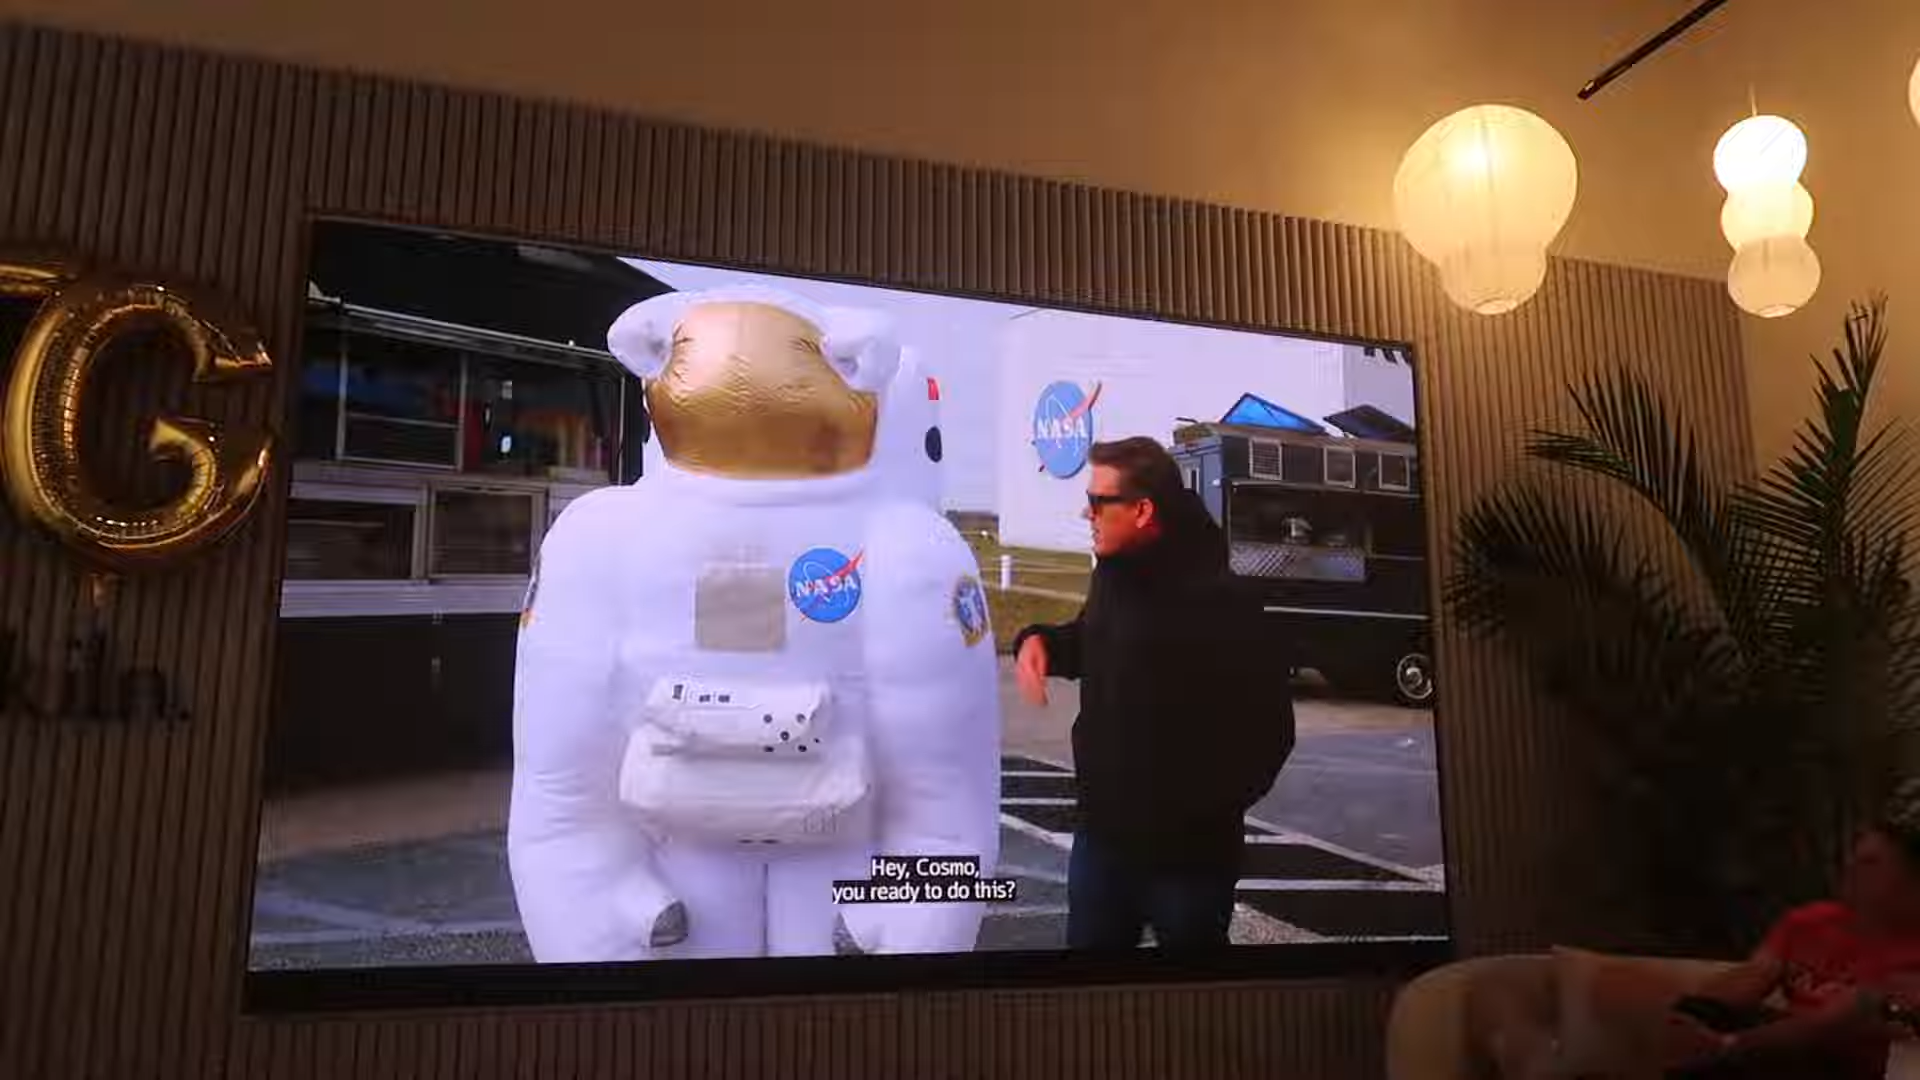 G
NASA
NASA
Hey, Cosmo,
you ready to do this?